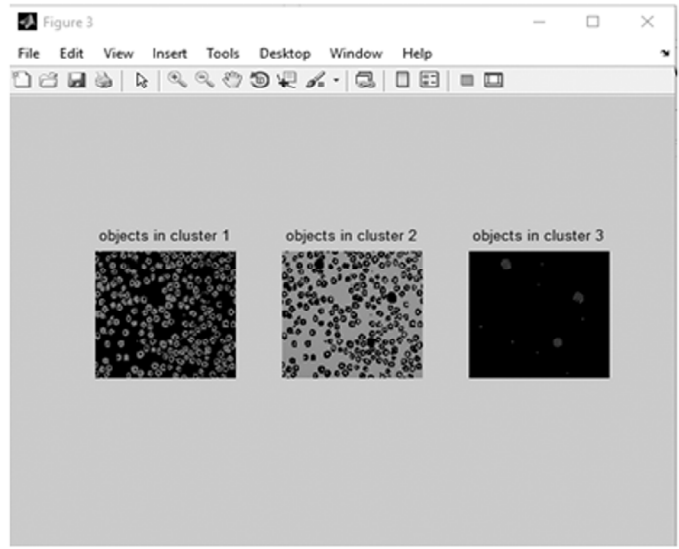 Figure 3
File Edit View Insert Tools Desktop Window Help
objects in cluster 1 objects in cluster 2 objects in cluster 3